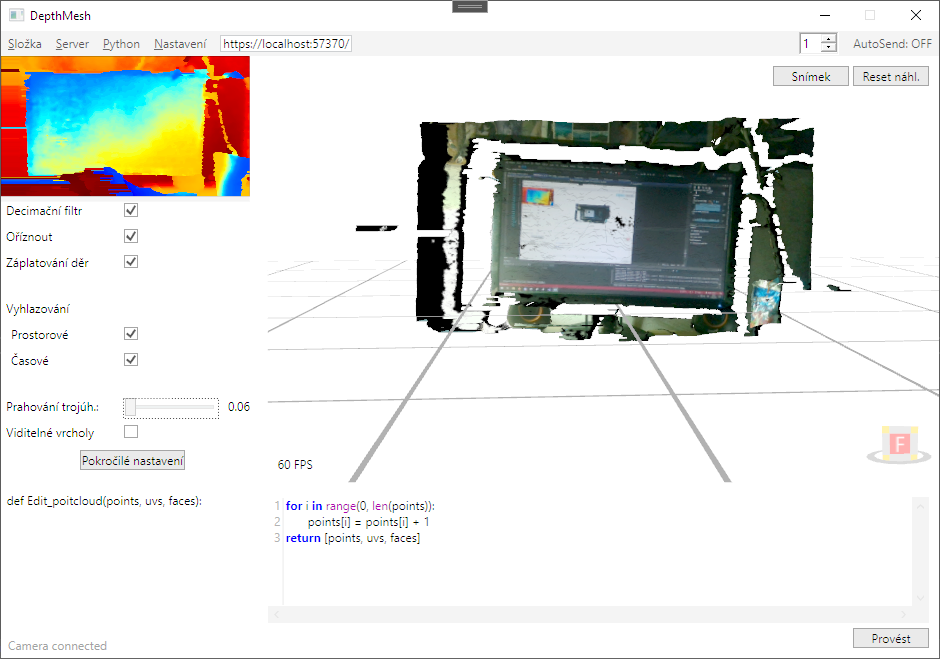 DepthMesh
Složka Server Python Nastavení https://localhost:57370/ 1 AutoSend: OFF
Snímek Reset náhl.
Decimační filtr
Oříznout
Záplatování děr
Vyhlazování
Prostorové
Časové
Prahování trojúh.: 0.06
Viditelné vrcholy
Pokročilé nastavení
F
60 FPS
def Edit_poitcloud(points, uvs, faces):
1 for i in range(0, len(points)):
2 points[i] = points[i] + 1
3 return [points, uvs, faces]
Provést
Camera connected